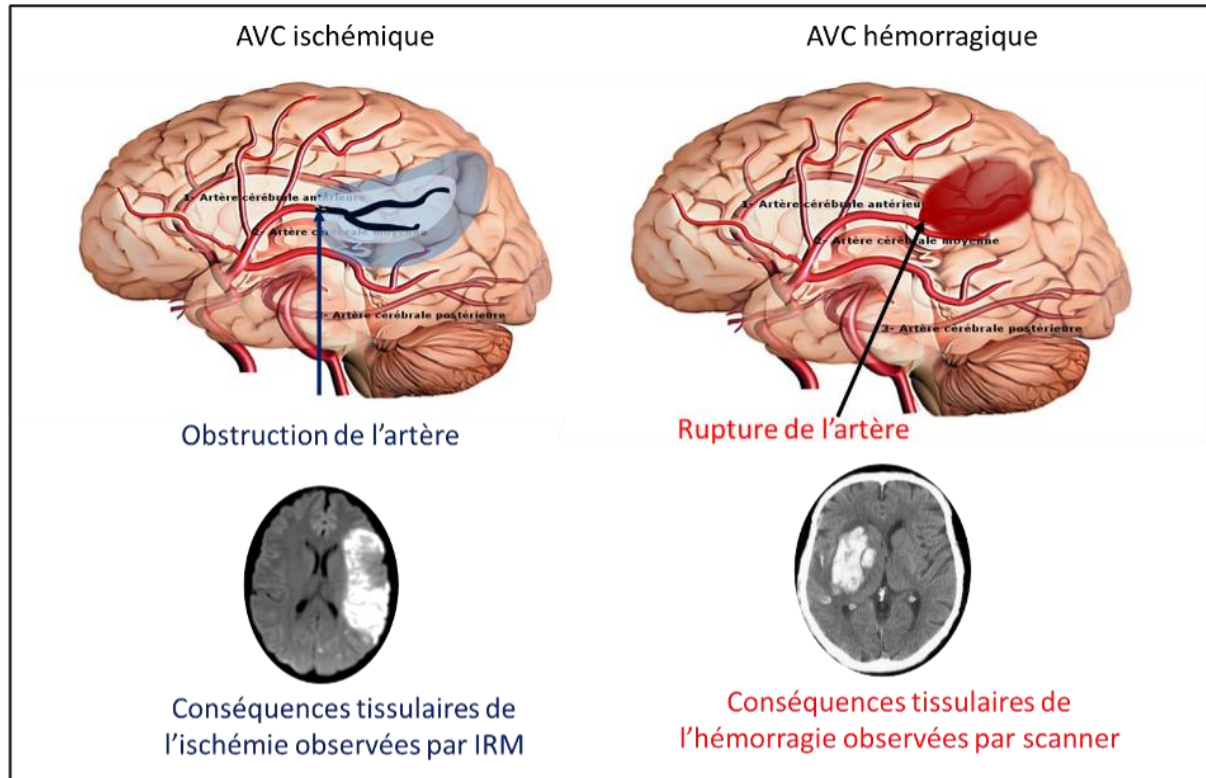 AVC ischémique
AVC hémorragique
1- Artère cérébrale antérieure
2- Artère cérébrale moyenne
3- Artère cérébrale postérieure
1- Artère cérébrale antérieur
2- Artère cérébrale moyenne
3- Artère cérébrale postérieure
Obstruction de l’artère
Rupture de l’artère
Conséquences tissulaires de
l’ischémie observées par IRM
Conséquences tissulaires de
l’hémorragie observées par scanner